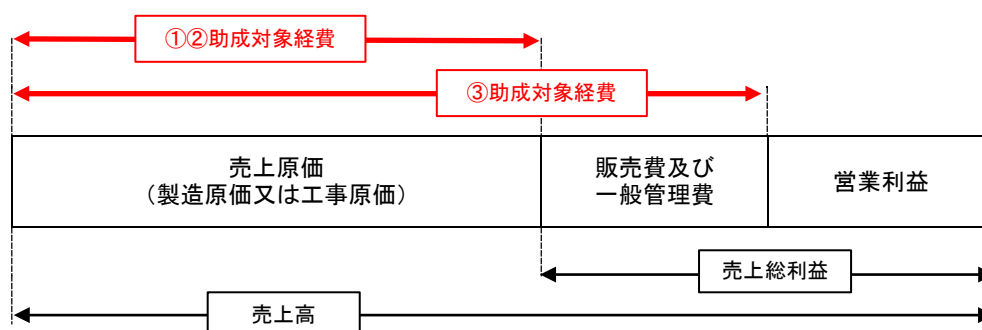 ①②助成対象経費
③助成対象経費
売上原価
（製造原価又は工事原価）
販売費及び
一般管理費
営業利益
売上総利益
売上高